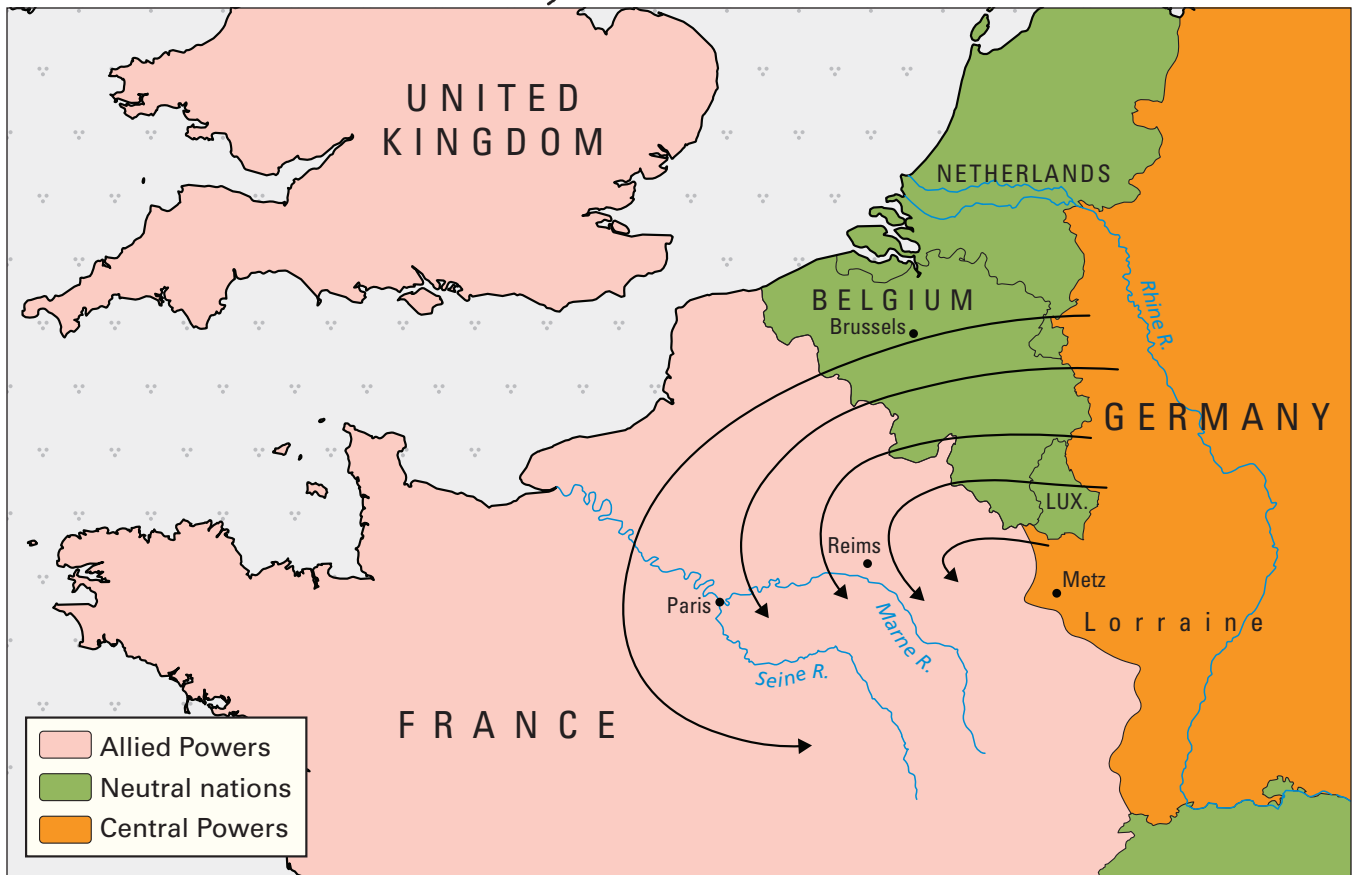 UNITED
KINGDOM
NETHERLANDS
BELGIUM
Brussels
Rhine R.
GERMANY
LUX.
Reims
Metz
Paris
Lorraine
Marne R.
Seine R.
FRANCE
Allied Powers
Neutral nations
Central Powers